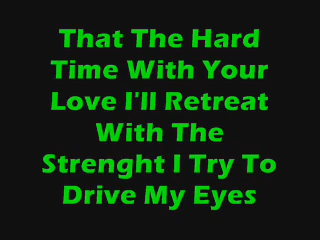 That The Hard
Time With Your
Love I'll Retreat
With The
Strenght I Try To
Drive My Eyes